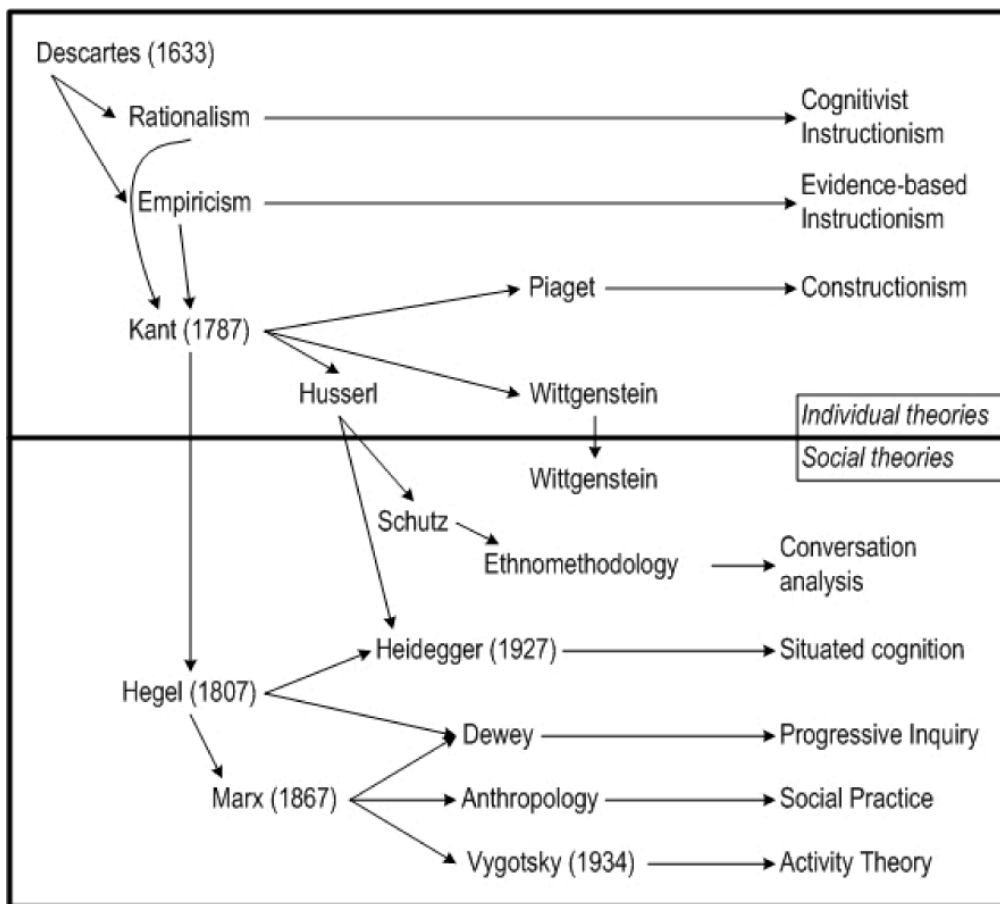 Descartes (1633)
Rationalism
Cognitivist
Instructionism
Empiricism
Evidence-based
Instructionism
Piaget
Constructionism
Kant (1787)
Husserl
Wittgenstein
Individual theories
Social theories
Wittgenstein
Schutz
Ethnomethodology
Conversation
analysis
Heidegger (1927)
Situated cognition
Hegel (1807)
Dewey
Progressive Inquiry
Marx (1867)
Anthropology
Social Practice
Vygotsky (1934)
Activity Theory